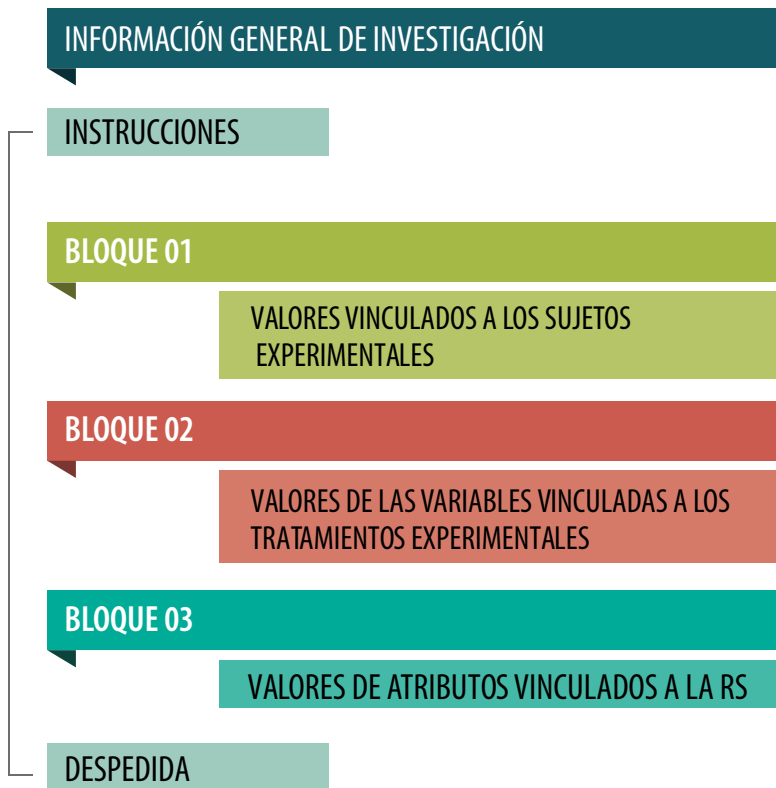 INFORMACIÓN GENERAL DE INVESTIGACIÓN
INSTRUCCIONES
BLOQUE 01
VALORES VINCULADOS A LOS SUJETOS
EXPERIMENTALES
BLOQUE 02
VALORES DE LAS VARIABLES VINCULADAS A LOS
TRATAMIENTOS EXPERIMENTALES
BLOQUE 03
VALORES DE ATRIBUTOS VINCULADOS A LA RS
DESPEDIDA